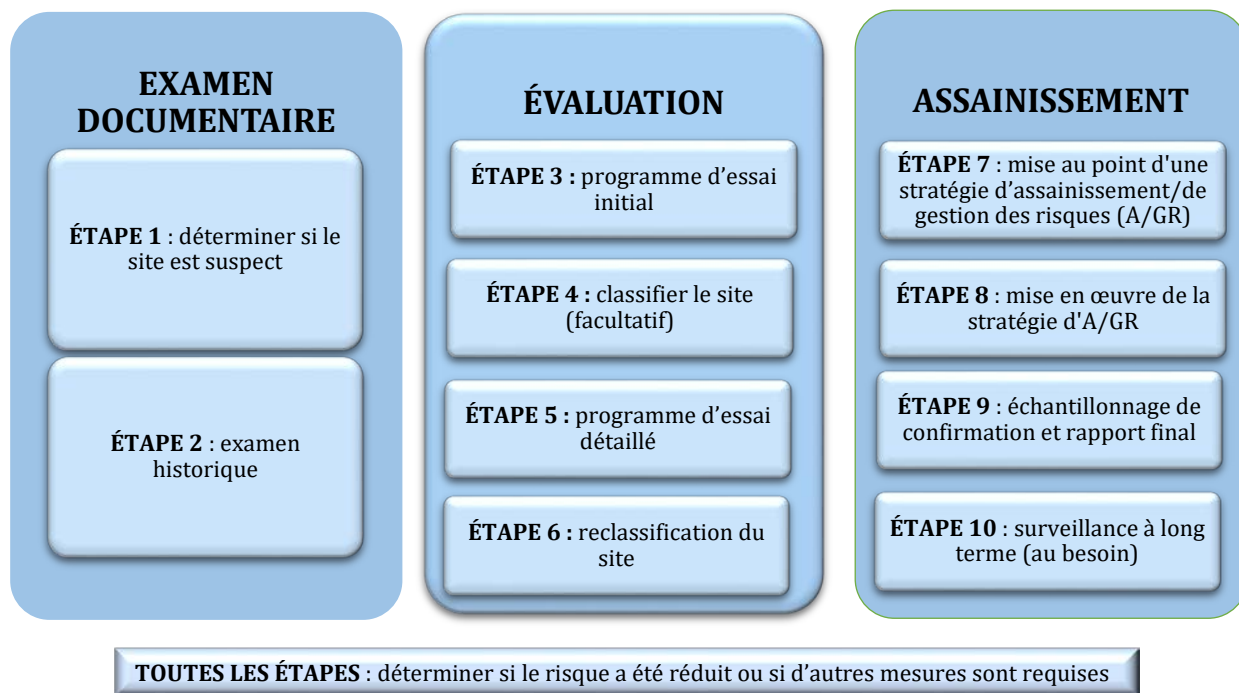 EXAMEN
DOCUMENTAIRE
ÉTAPE 1 : déterminer si le
site est suspect
ÉTAPE 2 : examen
historique
ÉVALUATION
ÉTAPE 3 : programme d’essai
initial
ÉTAPE 4 : classifier le site
(facultatif)
ÉTAPE 5 : programme d’essai
détaillé
ÉTAPE 6 : reclassification du
site
ASSAINISSEMENT
ÉTAPE 7 : mise au point d'une
stratégie d’assainissement/de
gestion des risques (A/GR)
ÉTAPE 8 : mise en œuvre de la
stratégie d'A/GR
ÉTAPE 9 : échantillonnage de
confirmation et rapport final
ÉTAPE 10 : surveillance à long
terme (au besoin)
TOUTES LES ÉTAPES : déterminer si le risque a été réduit ou si d’autres mesures sont requises